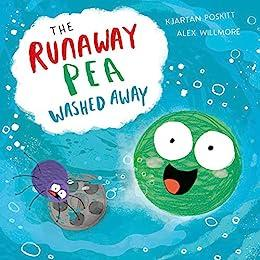 THE
RUNAWAY
PEA
WASHED AWAY
KJARTAN POSKITT
ALEX WILLMORE